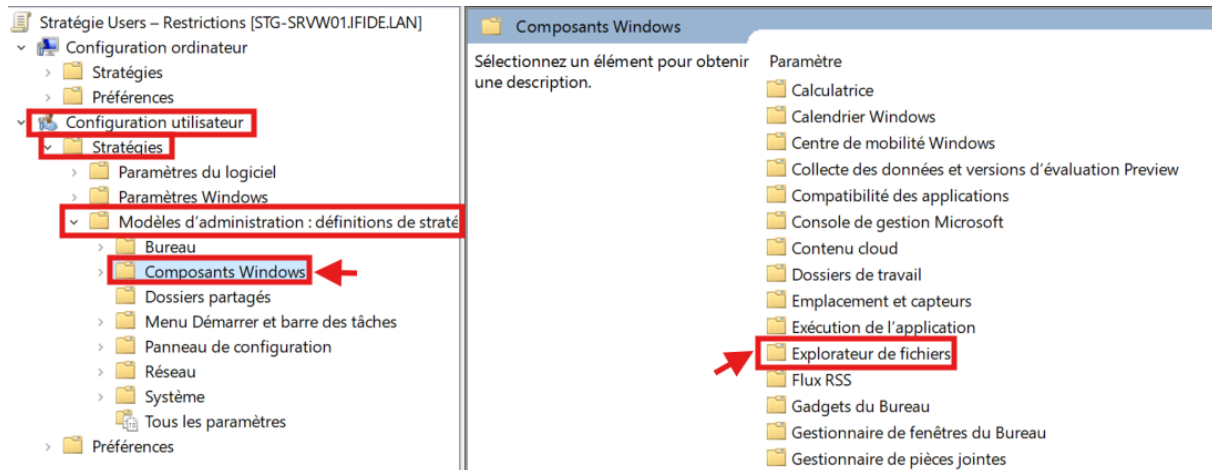 Stratégie Users – Restrictions [STG-SRVW01.IFIDE.LAN]
Configuration ordinateur
Stratégies
Préférences
Configuration utilisateur
Stratégies
Paramètres du logiciel
Paramètres Windows
Modèles d'administration : définitions de straté
Bureau
Composants Windows
Dossiers partagés
Menu Démarrer et barre des tâches
Panneau de configuration
Réseau
Système
Tous les paramètres
Préférences
Composants Windows
Sélectionnez un élément pour obtenir
une description.
Paramètre
Calculatrice
Calendrier Windows
Centre de mobilité Windows
Collecte des données et versions d'évaluation Preview
Compatibilité des applications
Console de gestion Microsoft
Contenu cloud
Dossiers de travail
Emplacement et capteurs
Exécution de l'application
Explorateur de fichiers
Flux RSS
Gadgets du Bureau
Gestionnaire de fenêtres du Bureau
Gestionnaire de pièces jointes